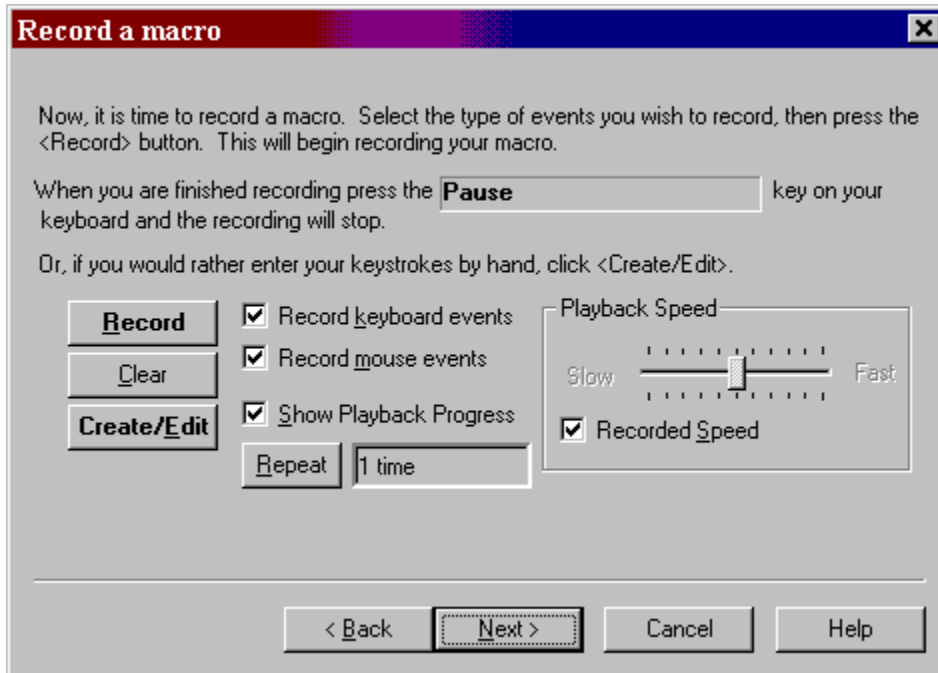 Record a macro
Now, it is time to record a macro. Select the type of events you wish to record, then press the
<Record> button. This will begin recording your macro.
When you are finished recording press the Pause key on your
keyboard and the recording will stop.
Or, if you would rather enter your keystrokes by hand, click <Create/Edit>.
Record
Clear
Create/Edit
Record keyboard events
Record mouse events
Show Playback Progress
Repeat 1 time
Playback Speed
Slow Fast
Recorded Speed
< Back Next > Cancel Help